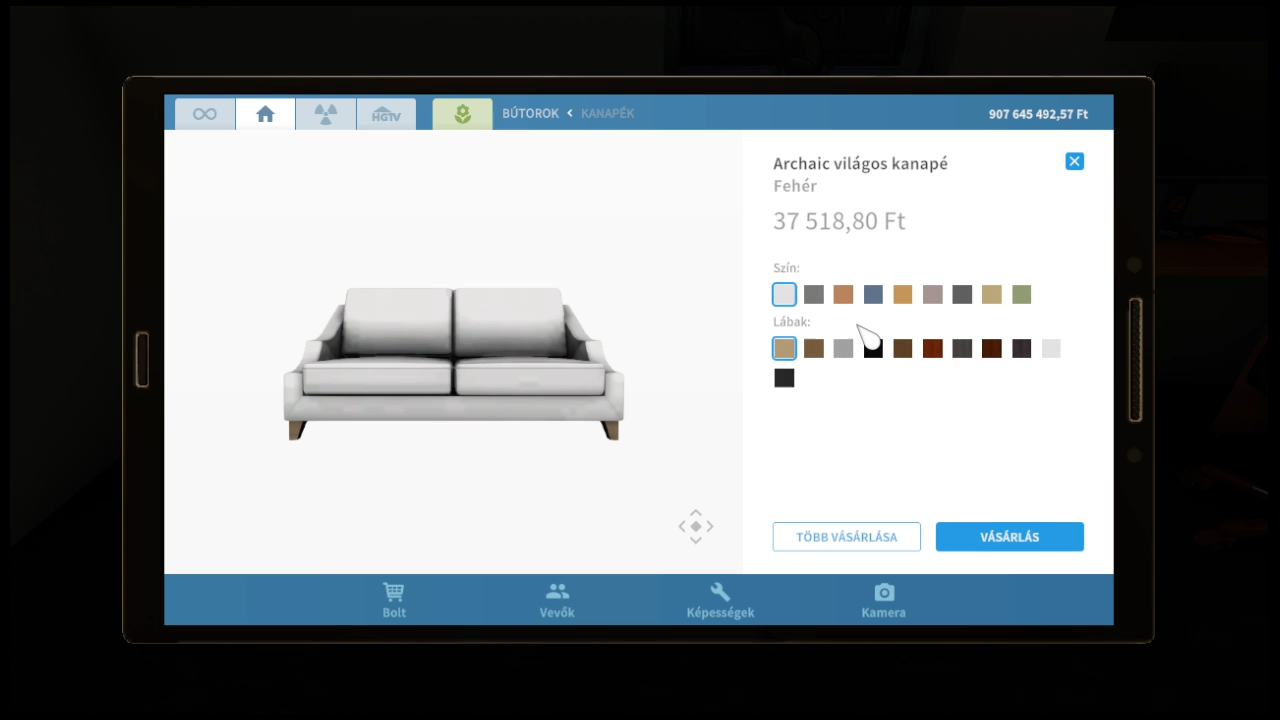 HGTV
BÚTOROK < KANAPÉK
907 645 492,57 Ft
Archaic világos kanapé
Fehér
37 518,80 Ft
Szín:
Lábak:
TÖBB VÁSÁRLÁSA
VÁSÁRLÁS
Bolt
Vevők
Képességek
Kamera